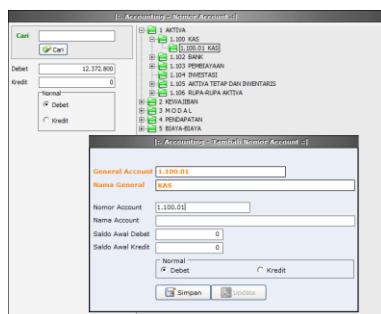 |:: Accounting - Nomor Account ::|
Cari
Cari
Debet 12.372.800
Kredit 0
Normal
Debet
Kredit
1 AKTIVA
1.100 KAS
1.100.01 KAS
1.102 BANK
1.103 PEMBIAYAAN
1.104 INVESTASI
1.105 AKTIVA TETAP DAN INVENTARIS
1.106 RUPA-RUPA AKTIVA
2 KEWAJIBAN
3 M O D A L
4 PENDAPATAN
5 BIAYA-BIAYA
|:: Accounting - Tambah Nomor Account ::|
General Account 1.100.01
Nama General KAS
Nomor Account 1.100.01
Nama Account
Saldo Awal Debet 0
Saldo Awal Kredit 0
Normal
Debet Kredit
Simpan Update